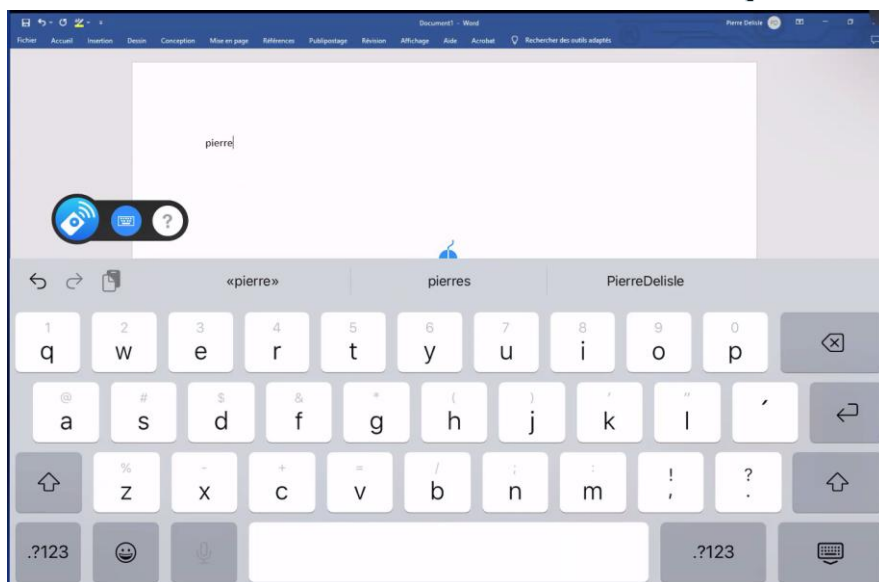 Document1 - Word
Pierre Delisle
PD
Fichier Accueil Insertion Dessin Conception Mise en page Références Publipostage Révision Affichage Aide Acrobat Rechercher des outils adaptés
pierre
?
«pierre» pierres PierreDelisle
1 2 3 4 5 6 7 8 9 0
q w e r t y u i o p
@ # $ & * ( ) ' "
a s d f g h j k l ´
% - + = / ; : ! ?
z x c v b n m , .
.?123 .?123